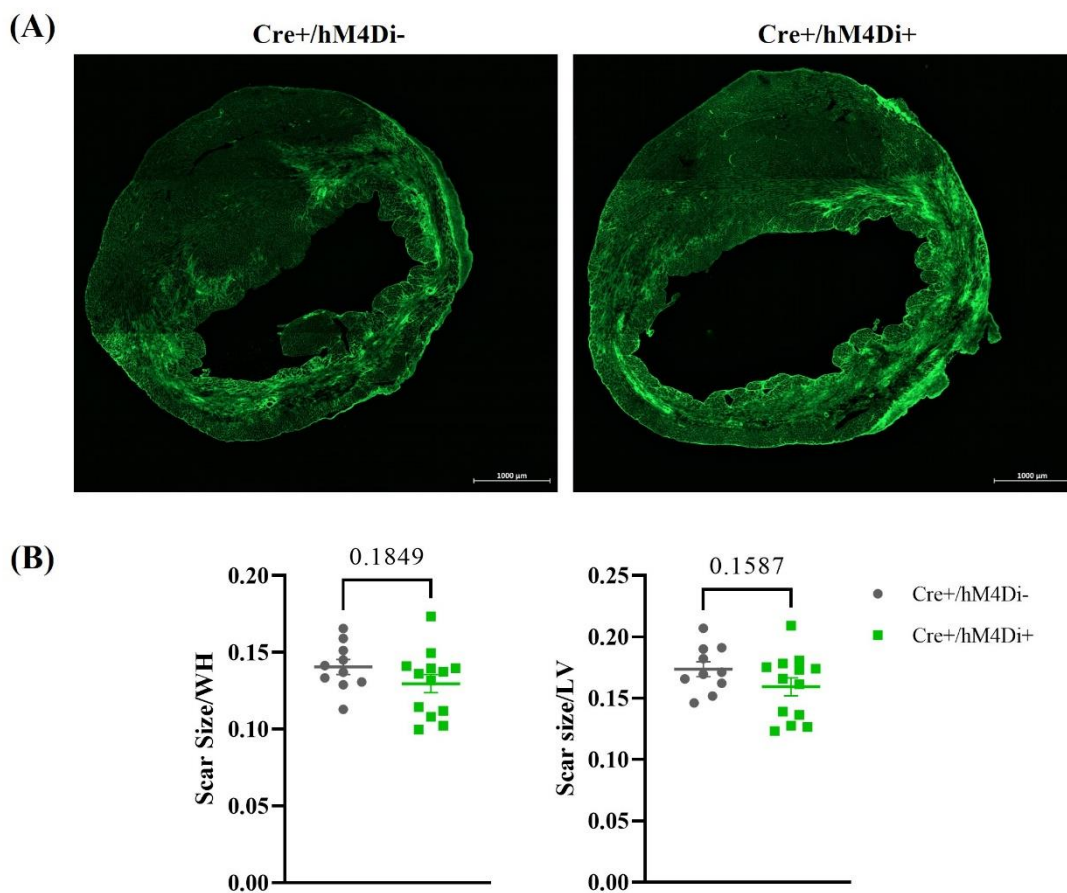 (A)
Cre+/hM4Di-
Cre+/hM4Di+
1000 µm
1000 µm
(B)
0.1849
0.20
0.15
0.10
0.05
0.00
Scar Size/WH
0.1587
0.25
0.20
0.15
0.10
0.05
0.00
Scar size/LV
Cre+/hM4Di-
Cre+/hM4Di+